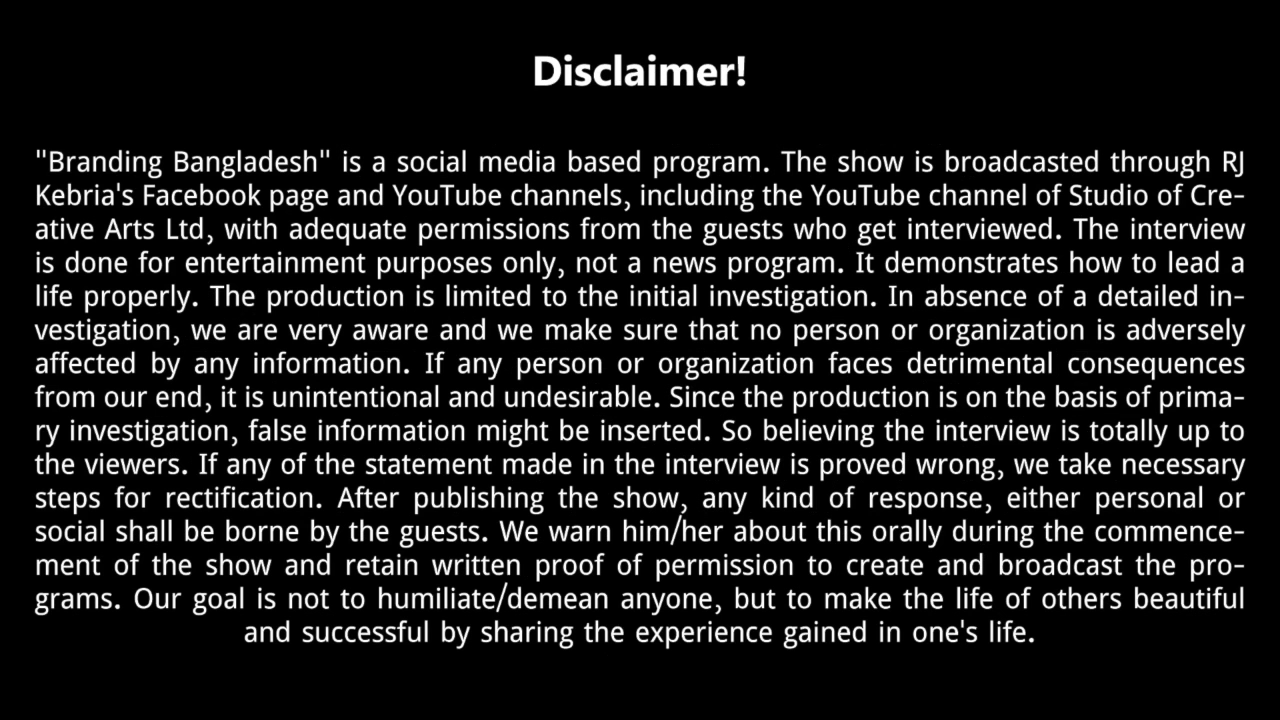 Disclaimer!
"Branding Bangladesh" is a social media based program. The show is broadcasted through RJ
Kebria's Facebook page and YouTube channels, including the YouTube channel of Studio of Cre-
ative Arts Ltd, with adequate permissions from the guests who get interviewed. The interview
is done for entertainment purposes only, not a news program. It demonstrates how to lead a
life properly. The production is limited to the initial investigation. In absence of a detailed in-
vestigation, we are very aware and we make sure that no person or organization is adversely
affected by any information. If any person or organization faces detrimental consequences
from our end, it is unintentional and undesirable. Since the production is on the basis of prima-
ry investigation, false information might be inserted. So believing the interview is totally up to
the viewers. If any of the statement made in the interview is proved wrong, we take necessary
steps for rectification. After publishing the show, any kind of response, either personal or
social shall be borne by the guests. We warn him/her about this orally during the commence-
ment of the show and retain written proof of permission to create and broadcast the pro-
grams. Our goal is not to humiliate/demean anyone, but to make the life of others beautiful
and successful by sharing the experience gained in one's life.